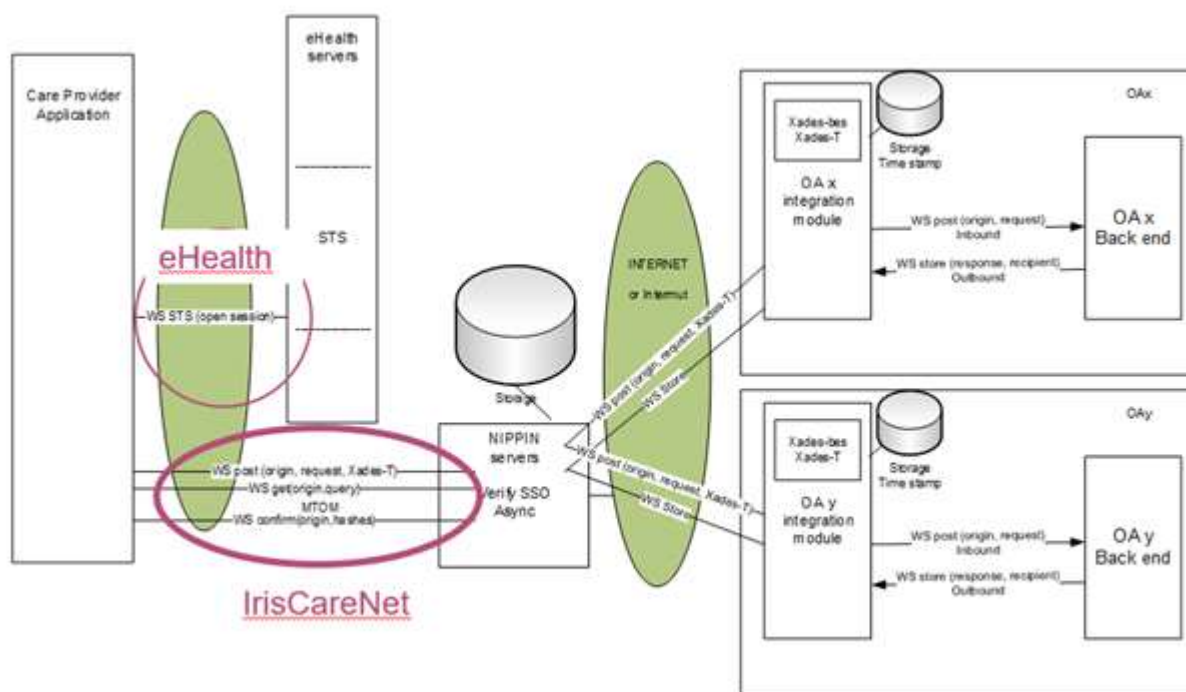 Care Provider
Application
eHealth
servers
STS
eHealth
WS STS (open session)
Storage
NIPPIN
servers
Verify SSO
Async
WS post (origin, request, Xades-T)
WS get(origin,query)
MTOM
WS confirm(origin,hashes)
IrisCareNet
INTERNET
or Intermut
WS post (origin, request, Xades-T)
WS Store
WS post (origin, request, Xades-T)
WS Store
OAx
Xades-bes
Xades-T
Storage
Time stamp
OA x
integration
module
WS post (origin, request)
Inbound
WS store (response, recipient)
Outbound
OA x
Back end
OAy
Xades-bes
Xades-T
Storage
Time stamp
OA y
integration
module
WS post (origin, request)
Inbound
WS store (response, recipient)
Outbound
OA y
Back end